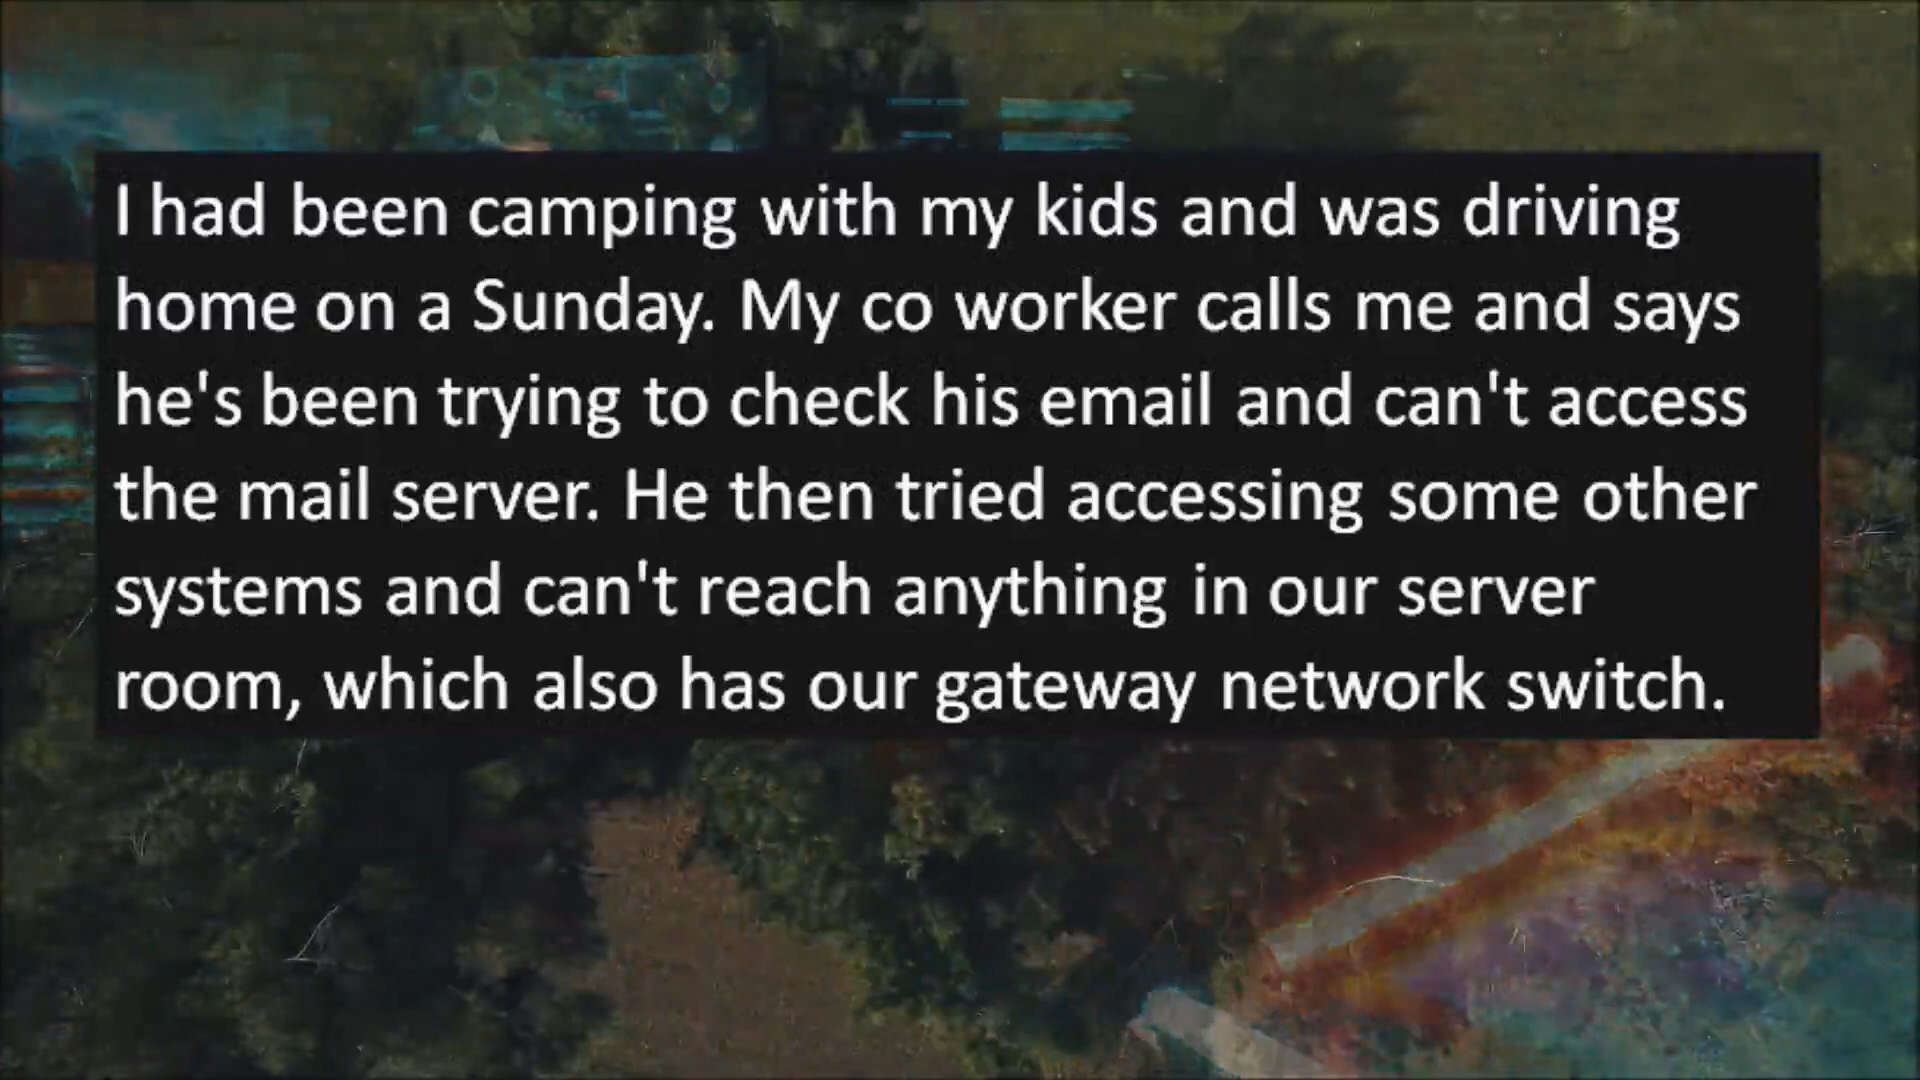 I had been camping with my kids and was driving
home on a Sunday. My co worker calls me and says
he's been trying to check his email and can't access
the mail server. He then tried accessing some other
systems and can't reach anything in our server
room, which also has our gateway network switch.